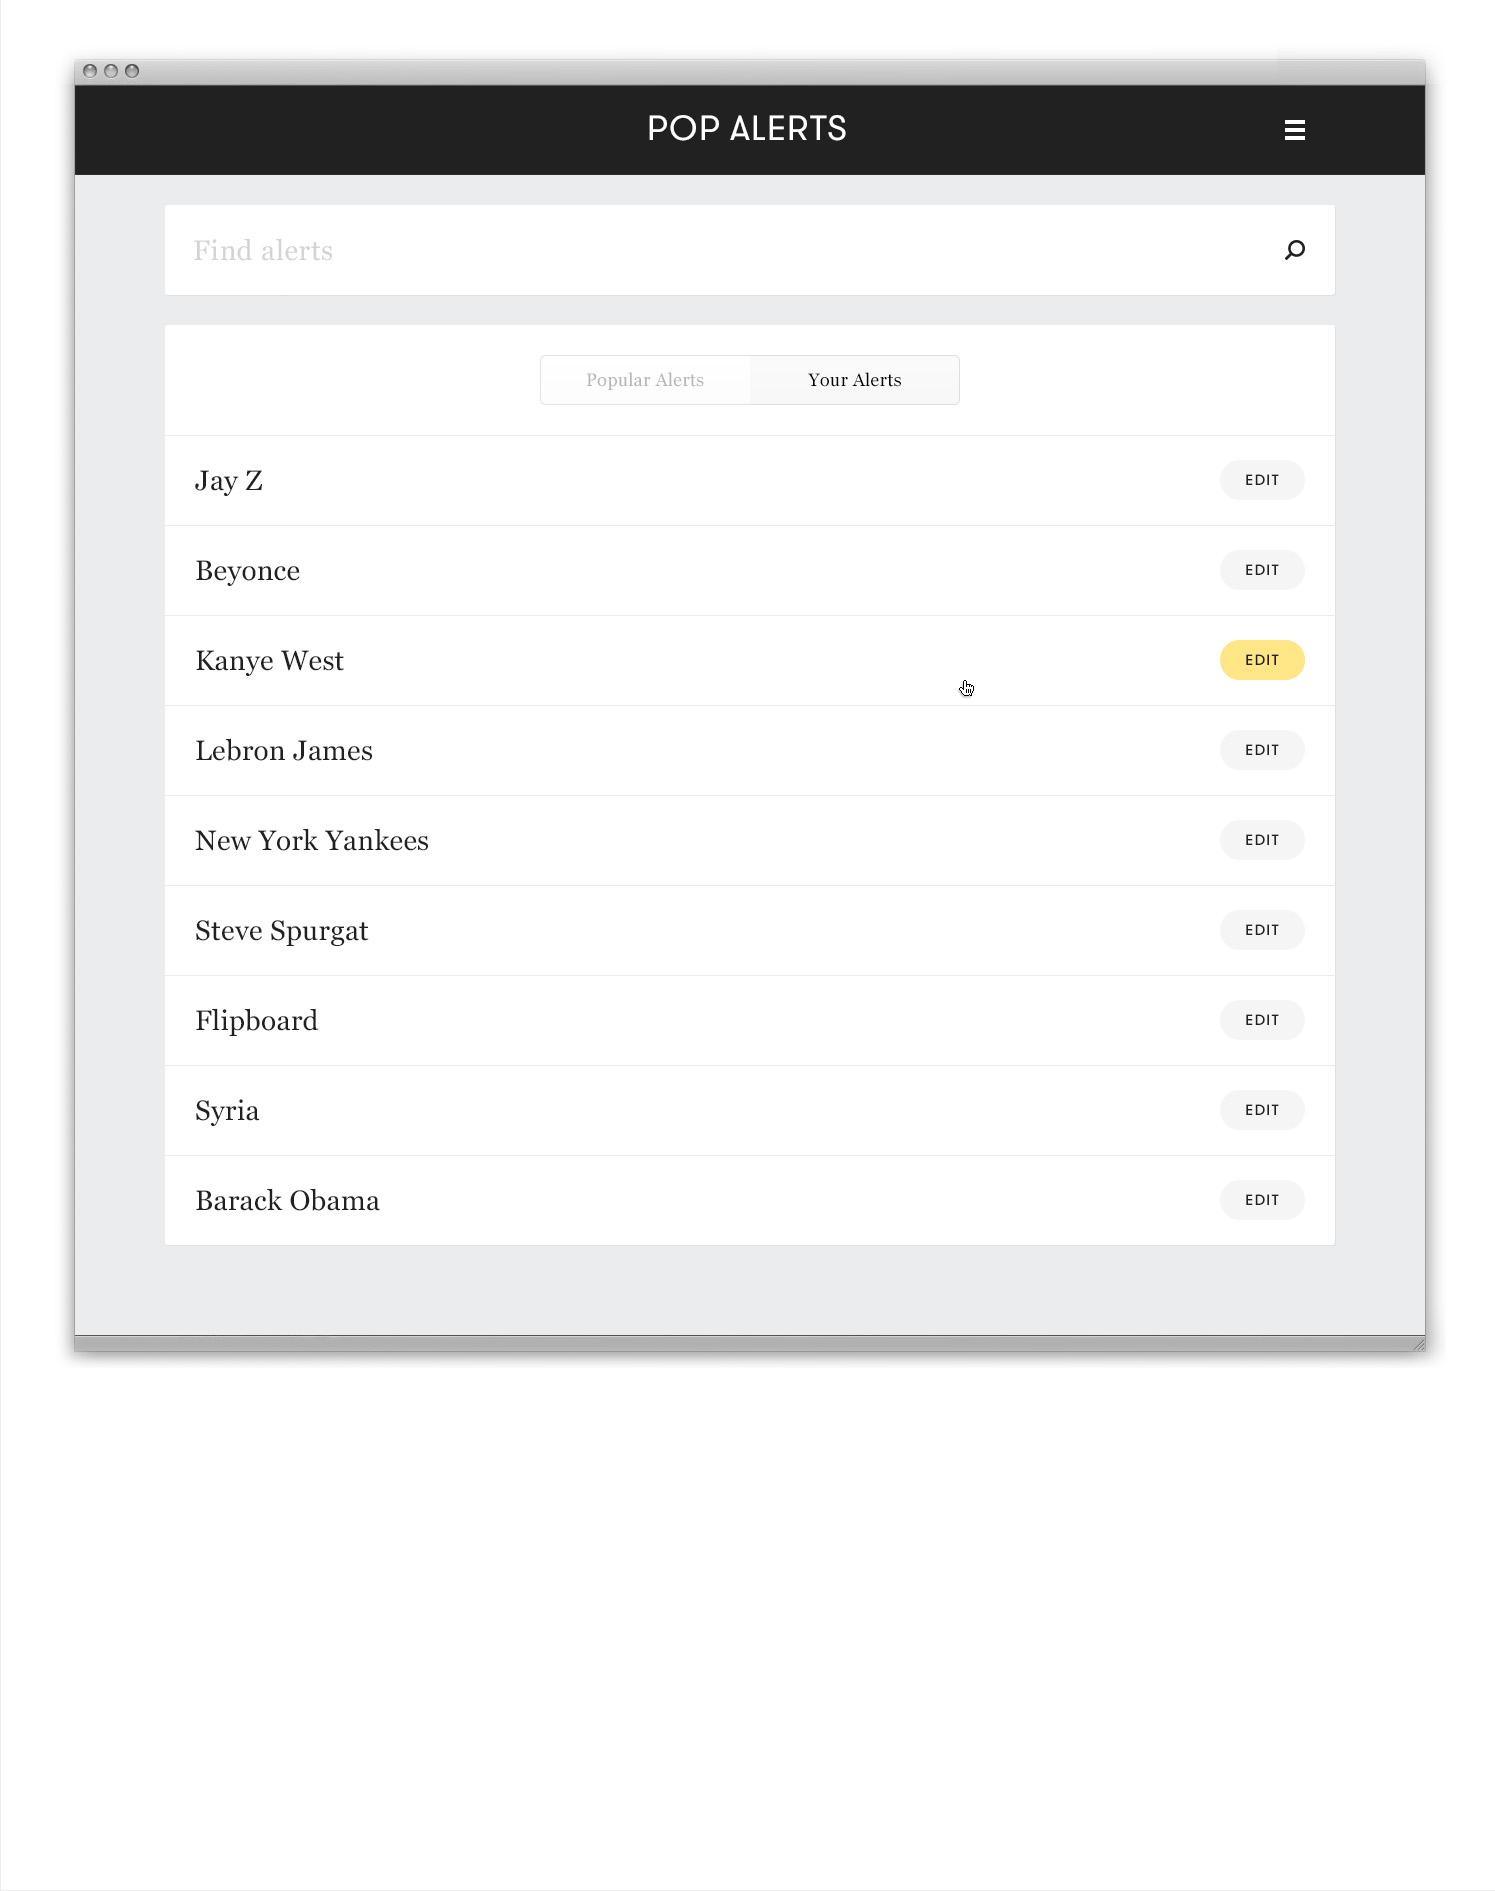 POP ALERTS
Find alerts
Popular Alerts
Your Alerts
Jay Z
EDIT
Beyonce
EDIT
Kanye West
EDIT
Lebron James
EDIT
New York Yankees
EDIT
Steve Spurgat
EDIT
Flipboard
EDIT
Syria
EDIT
Barack Obama
EDIT